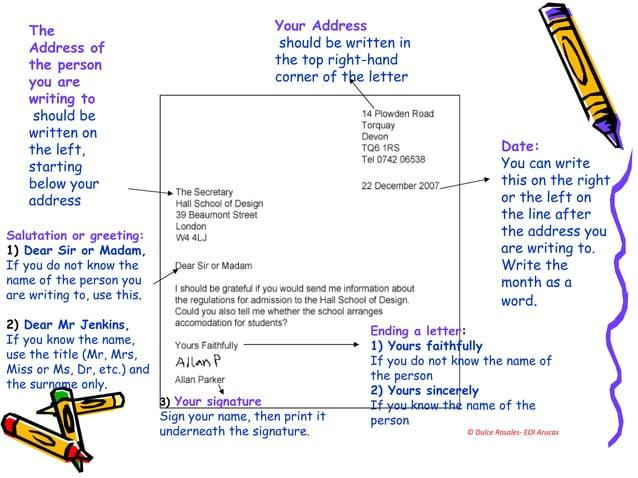 The
Address of
the person
you are
writing to
should be
written on
the left,
starting
below your
address
Your Address
should be written in
the top right-hand
corner of the letter
14 Plowden Road
Torquay
Devon
TQ6 1RS
Tel 0742 06538
22 December 2007
Date:
You can write
this on the right
or the left on
the line after
the address you
are writing to.
Write the
month as a
word.
The Secretary
Hall School of Design
39 Beaumont Street
London
W4 4LJ
Salutation or greeting:
1) Dear Sir or Madam,
If you do not know the
name of the person you
are writing to, use this.
2) Dear Mr Jenkins,
If you know the name,
use the title (Mr, Mrs,
Miss or Ms, Dr, etc.) and
the surname only.
Dear Sir or Madam
I should be grateful if you would send me information about
the regulations for admission to the Hall School of Design.
Could you also tell me whether the school arranges
accomodation for students?
Yours Faithfully
Allan P
Allan Parker
Ending a letter:
1) Yours faithfully
If you do not know the name of
the person
2) Yours sincerely
If you know the name of the
person
3) Your signature
Sign your name, then print it
underneath the signature.
© Dulce Rosales- EOI Arucas